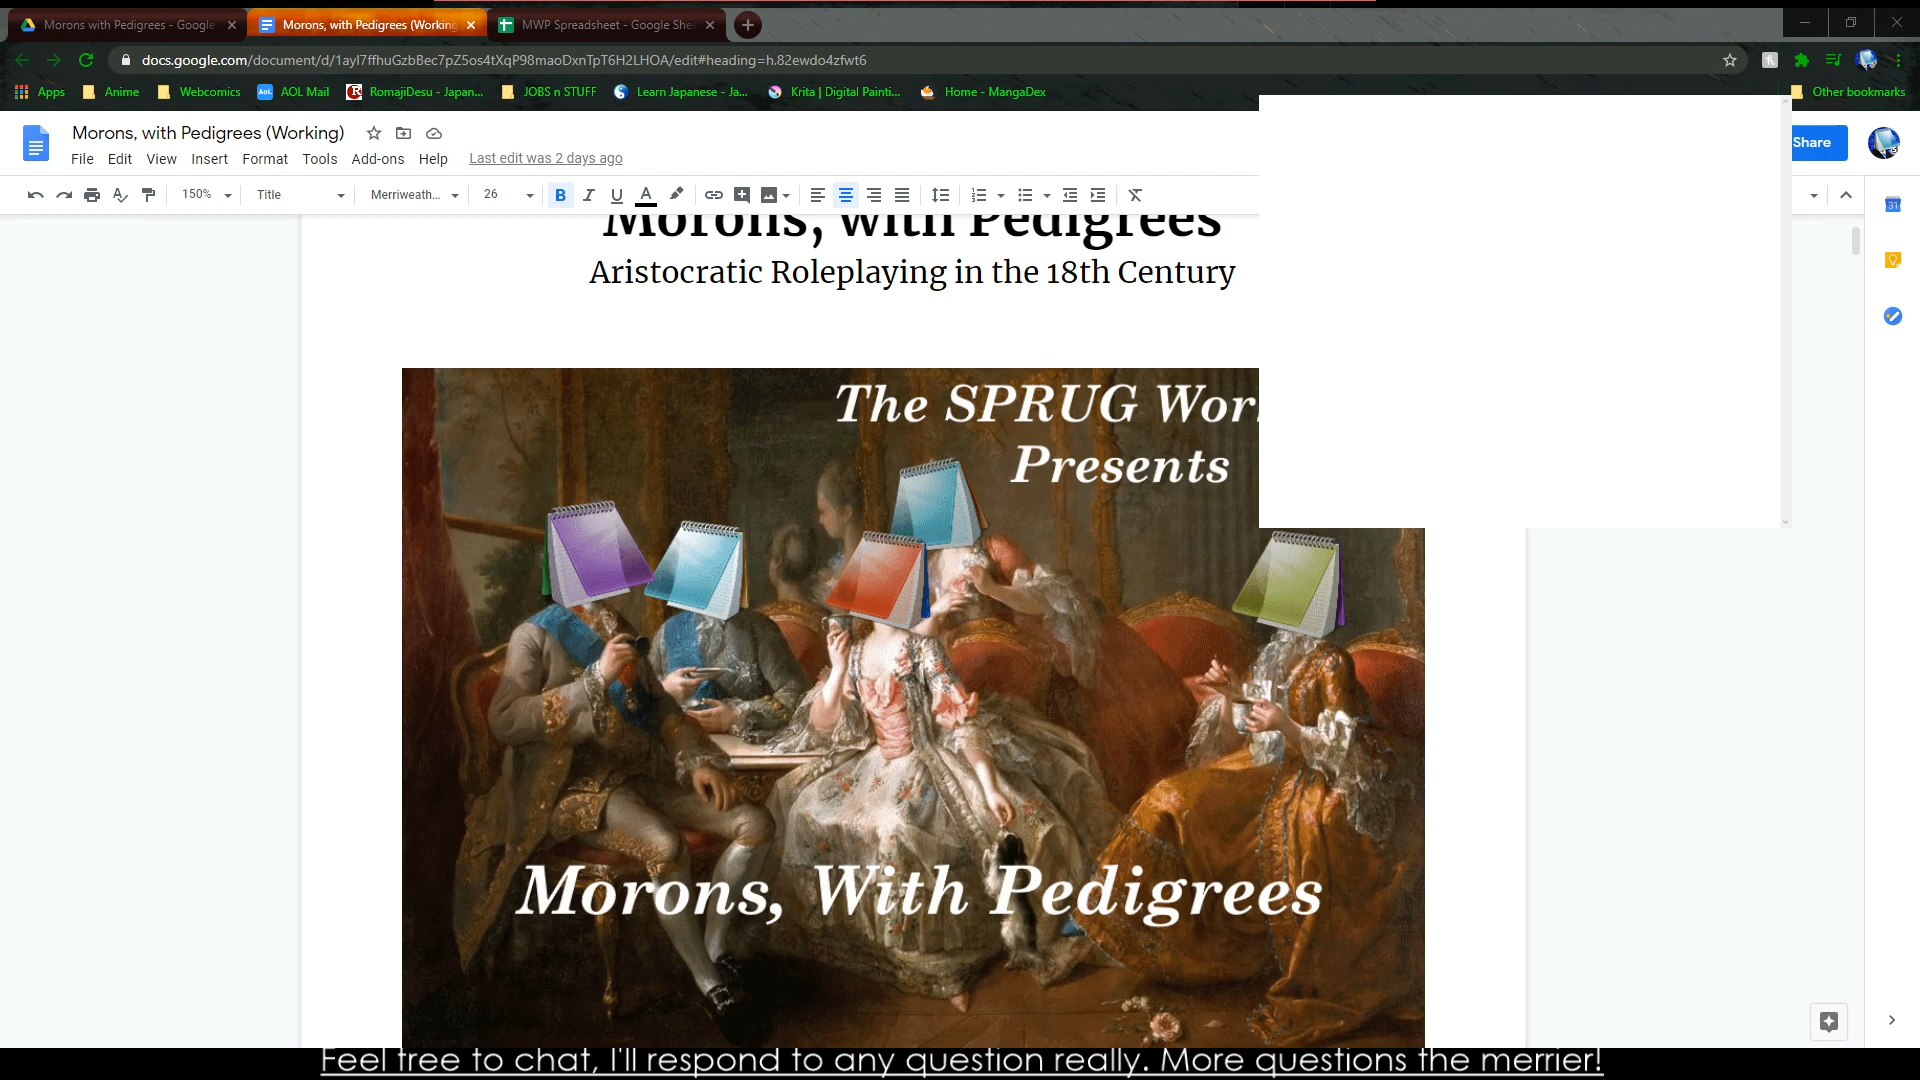 Morons with Pedigrees - Google
Morons, with Pedigrees (Working
MWP Spreadsheet - Google She
docs.google.com/document/d/1ayl7ffhuGzbBec7pZ5os4tXqP98maoDxnTpT6H2LHOA/edit#heading=h.82ewdo4zfwt6
Apps Anime Webcomics AOL Mail RomajiDesu - Japan... JOBS n STUFF Learn Japanese - Ja... Krita | Digital Painti... Home - MangaDex Other bookmarks
Morons, with Pedigrees (Working)
File Edit View Insert Format Tools Add-ons Help Last edit was 2 days ago
Share
150% Title Merriweath... 26 B I U A
31
Morons, with Pedigrees
Aristocratic Roleplaying in the 18th Century
The SPRUG Wor
Presents
Morons, With Pedigrees
Feel free to chat, I'll respond to any question really. More questions the merrier!